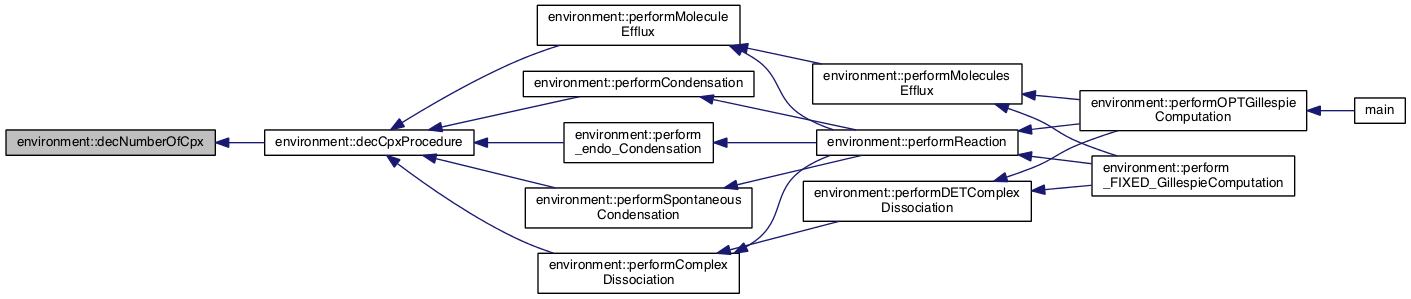 environment::decNumberOfCpx
environment::decCpxProcedure
environment::performMolecule
Efflux
environment::performCondensation
environment::perform
_endo_Condensation
environment::performSpontaneous
Condensation
environment::performComplex
Dissociation
environment::performMolecules
Efflux
environment::performReaction
environment::performDETComplex
Dissociation
environment::performOPTGillespie
Computation
environment::perform
_FIXED_GillespieComputation
main